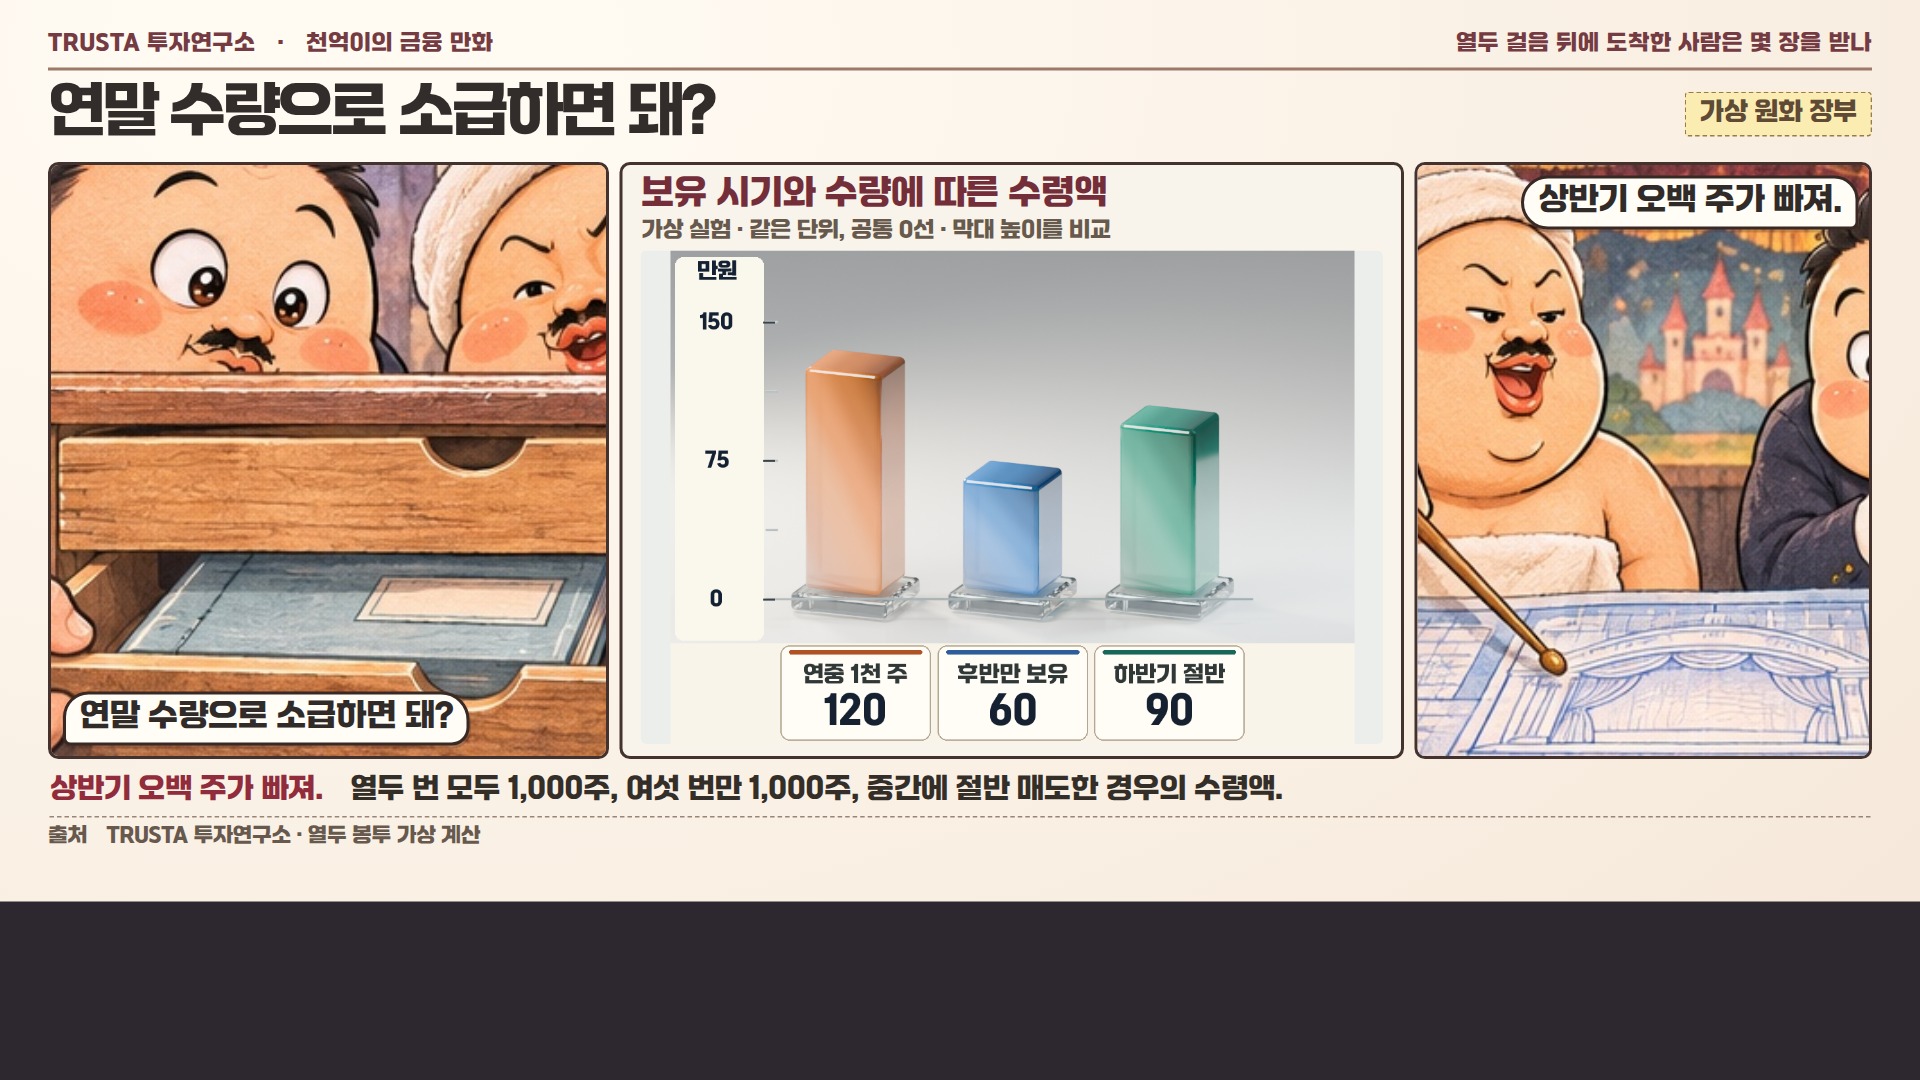 TRUSTA 투자연구소 · 천억이의 금융 만화
열두 걸음 뒤에 도착한 사람은 몇 장을 받나
연말 수량으로 소급하면 돼?
가상 원화 장부
연말 수량으로 소급하면 돼?
보유 시기와 수량에 따른 수령액
가상 실험 · 같은 단위, 공통 0선 · 막대 높이를 비교
만원
150
75
0
연중 1천 주
120
후반만 보유
60
하반기 절반
90
상반기 오백 주가 빠져.
상반기 오백 주가 빠져. 열두 번 모두 1,000주, 여섯 번만 1,000주, 중간에 절반 매도한 경우의 수령액.
출처 TRUSTA 투자연구소 · 열두 봉투 가상 계산